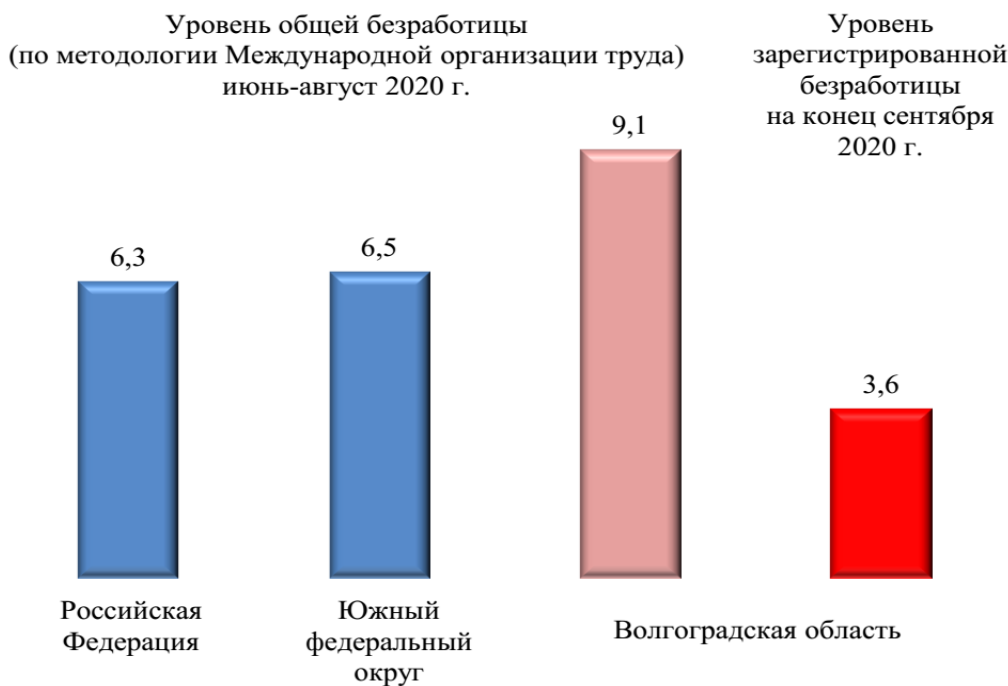 Уровень общей безработицы
(по методологии Международной организации труда)
июнь-август 2020 г.
Уровень
зарегистрированной
безработицы
на конец сентября
2020 г.
6,3
6,5
9,1
3,6
Российская
Федерация
Южный
федеральный
округ
Волгоградская область